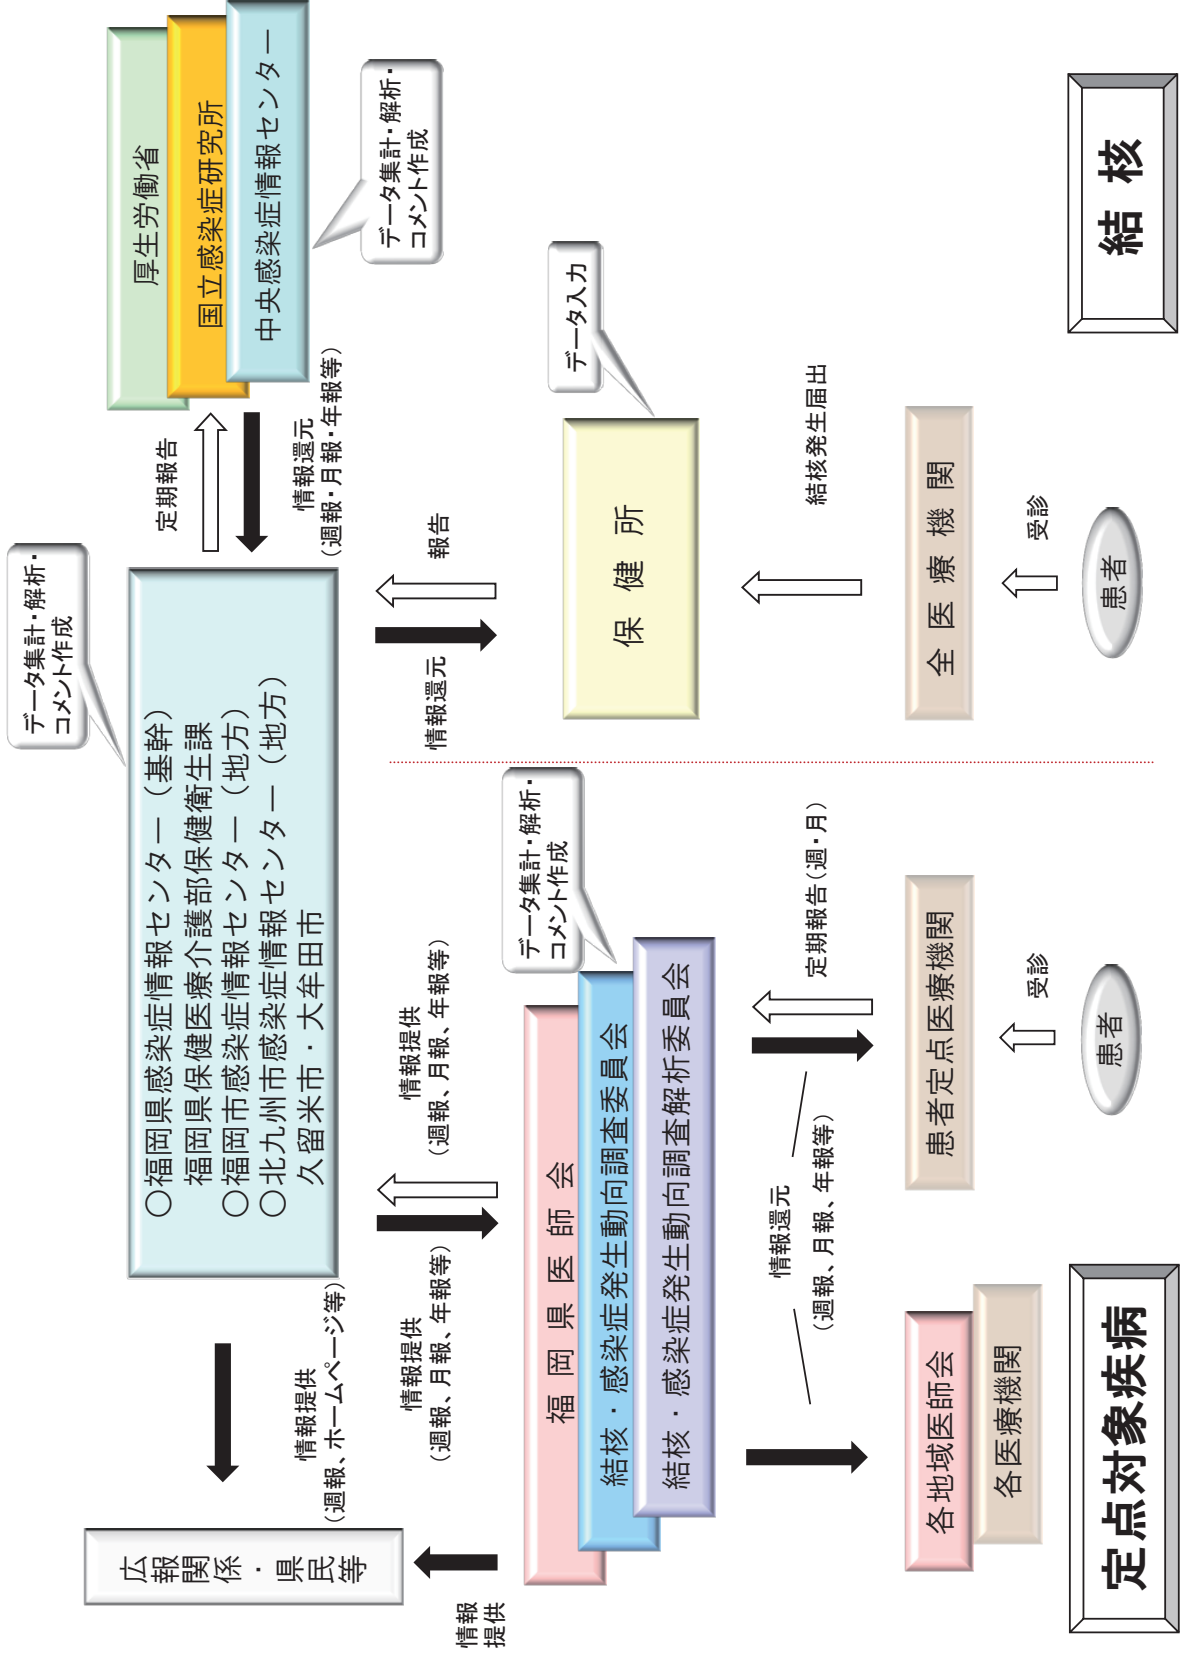 厚生労働省
国立感染症研究所
中央感染症情報センター
データ集計・解析・
コメント作成
定期報告
情報還元
（週報・月報・年報等）
データ集計・解析・
コメント作成
○福岡県感染症情報センター（基幹）
福岡県保健医療介護部保健衛生課
○福岡市感染症情報センター（地方）
○北九州市感染症情報センター（地方）
久留米市・大牟田市
情報提供
（週報、ホームページ等）
広報
関係・県民等
情報
提供
情報提供
（週報、月報、年報等）
情報提供
（週報、月報、年報等）
情報還元
報告
データ入力
保健所
結核発生届出
全医療機関
受診
患者
結核
データ集計・解析・
コメント作成
福岡県医師会
結核・感染症発生動向調査委員会
結核・感染症発生動向調査解析委員会
定期報告（週・月）
情報還元
（週報、月報、年報等）
患者定点医療機関
受診
患者
各地域医師会
各医療機関
定点対象疾病